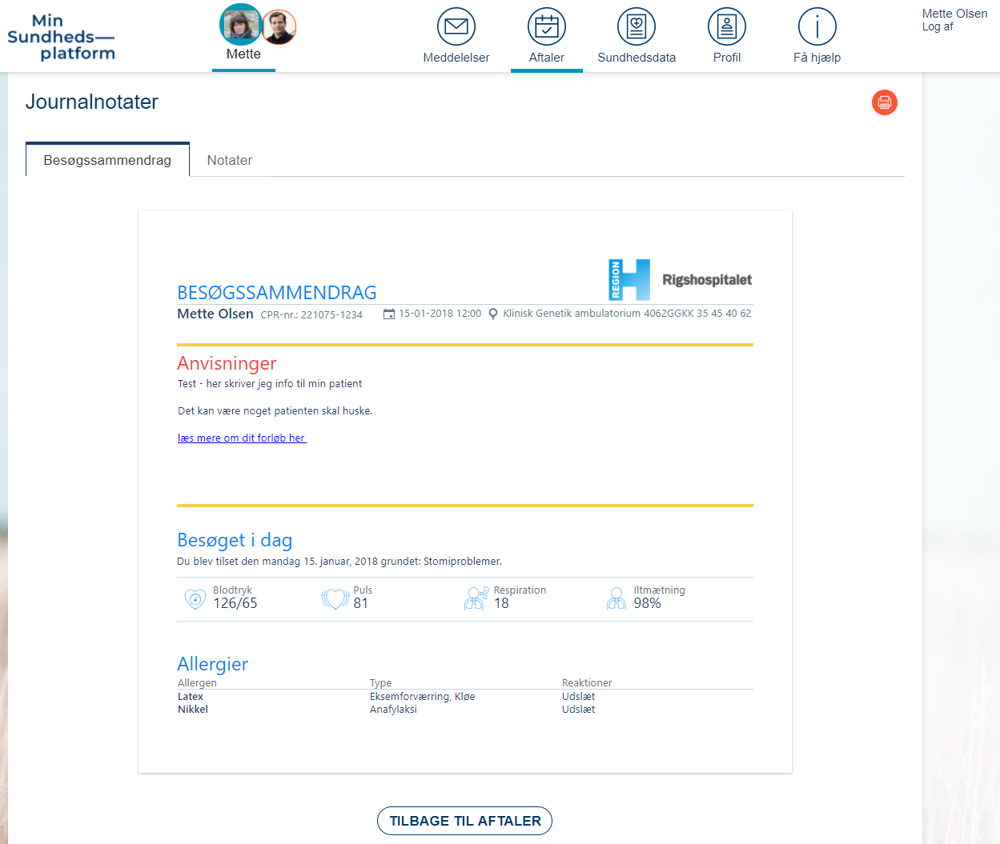 Min
Sundheds—
platform
Mette
Meddelelser
Aftaler
Sundhedsdata
Profil
Få hjælp
Mette Olsen
Log af
Journalnotater
Besøgssammendrag
Notater
REGION H
Rigshospitalet
BESØGSSAMMENDRAG
Mette Olsen CPR-nr.: 221075-1234 15-01-2018 12:00 Klinisk Genetik ambulatorium 4062GGKK 35 45 40 62
Anvisninger
Test - her skriver jeg info til min patient
Det kan være noget patienten skal huske.
læs mere om dit forløb her
Besøget i dag
Du blev tilset den mandag 15. januar, 2018 grundet: Stomiproblemer.
Blodtryk Puls Respiration Iltmætning
126/65 81 18 98%
Allergier
Allergen Type Reaktioner
Latex Eksemforværring, Kløe Udslæt
Nikkel Anafylaksi Udslæt
TILBAGE TIL AFTALER